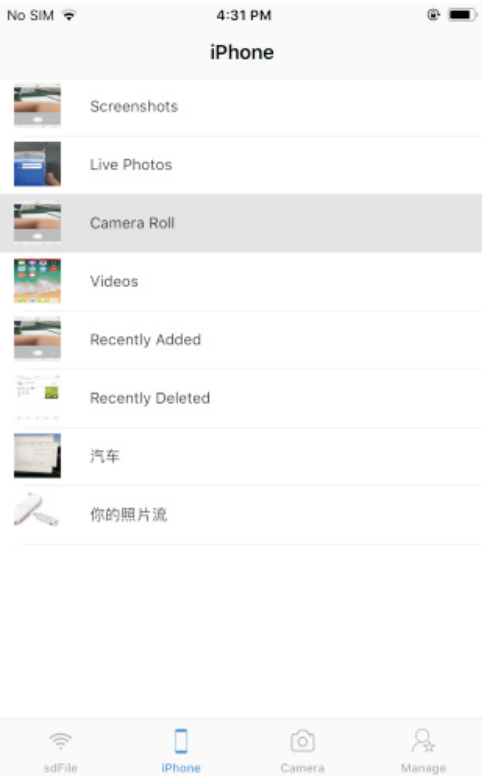 No SIM 4:31 PM
iPhone
Screenshots
Live Photos
Camera Roll
Videos
Recently Added
Recently Deleted
汽车
你的照片流
sdFile iPhone Camera Manage